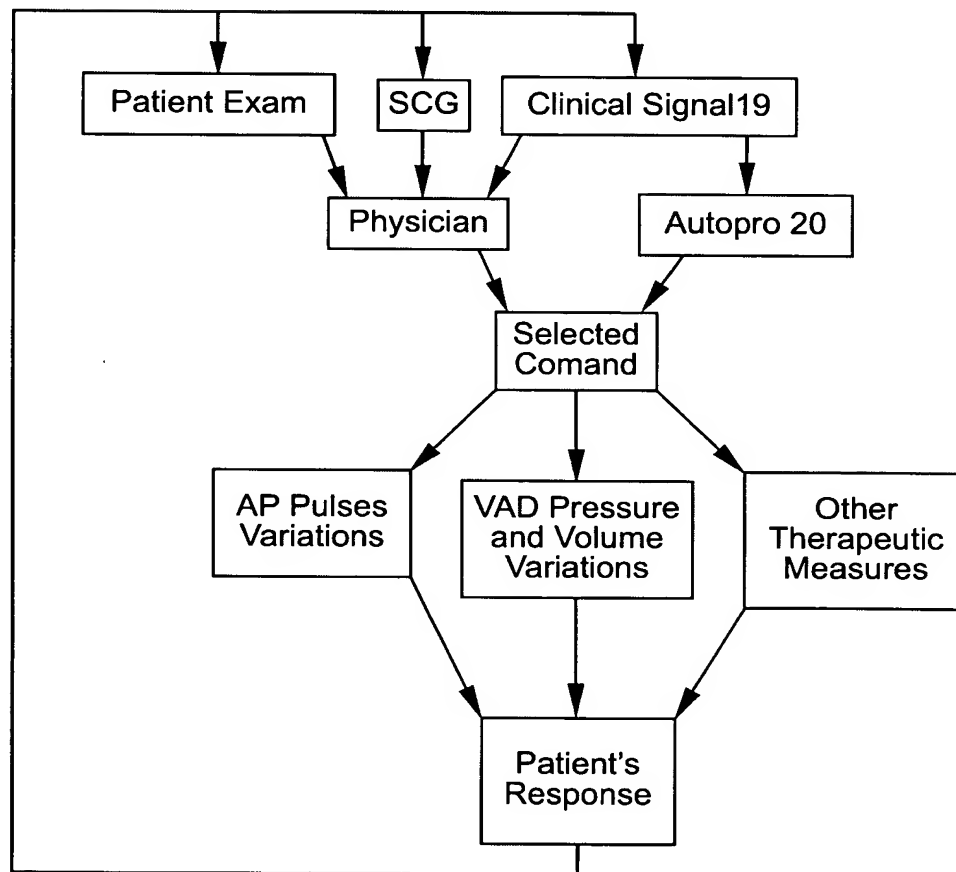 Patient Exam
SCG
Clinical Signal19
Physician
Autopro 20
Selected
Comand
AP Pulses
Variations
VAD Pressure
and Volume
Variations
Other
Therapeutic
Measures
Patient's
Response